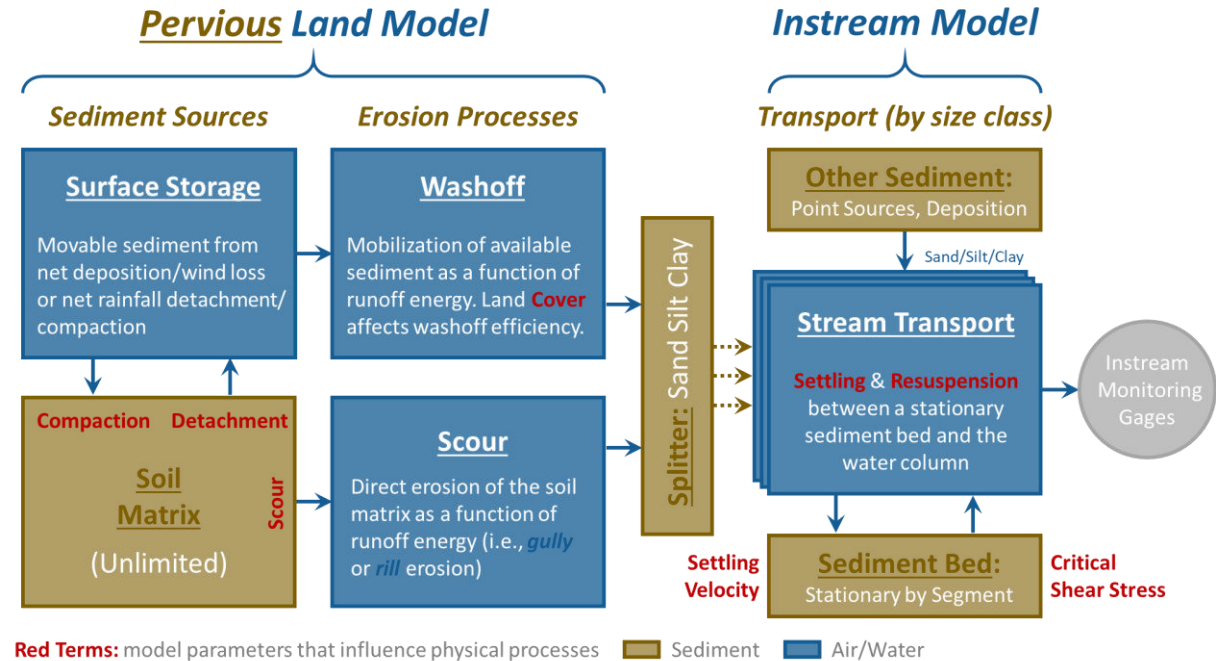 Pervious Land Model
Instream Model
Sediment Sources
Erosion Processes
Transport (by size class)
Surface Storage
Movable sediment from
net deposition/wind loss
or net rainfall detachment/
compaction
Washoff
Mobilization of available
sediment as a function of
runoff energy. Land Cover
affects washoff efficiency.
Compaction
Detachment
Soil
Matrix
(Unlimited)
Scour
Scour
Direct erosion of the soil
matrix as a function of
runoff energy (i.e., gully
or rill erosion)
Splitter: Sand Silt Clay
Other Sediment:
Point Sources, Deposition
Sand/Silt/Clay
Stream Transport
Settling & Resuspension
between a stationary
sediment bed and the
water column
Instream
Monitoring
Gages
Settling
Velocity
Sediment Bed:
Stationary by Segment
Critical
Shear Stress
Red Terms: model parameters that influence physical processes
Sediment
Air/Water